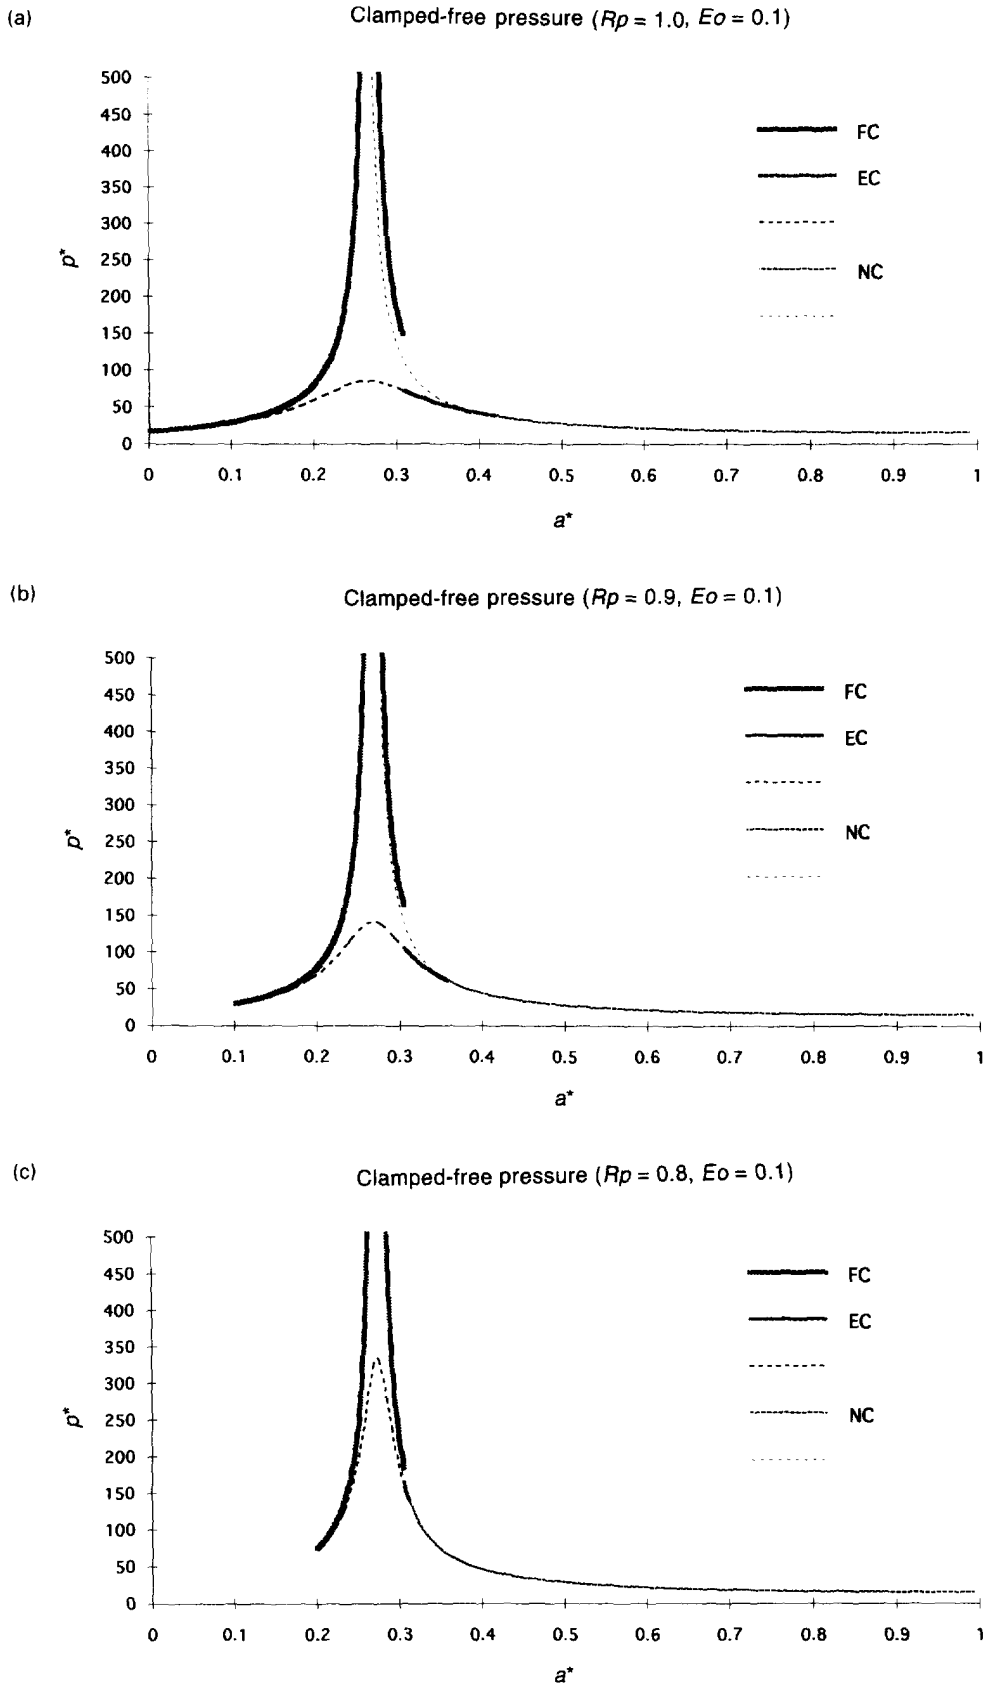 (a)
Clamped-free pressure (Rp = 1.0, Eo = 0.1)
500
450
400
350
300
250
200
150
100
50
0
p*
FC
EC
NC
0 0.1 0.2 0.3 0.4 0.5 0.6 0.7 0.8 0.9 1
a*
(b)
Clamped-free pressure (Rp = 0.9, Eo = 0.1)
500
450
400
350
300
250
200
150
100
50
0
p*
FC
EC
NC
0 0.1 0.2 0.3 0.4 0.5 0.6 0.7 0.8 0.9 1
a*
(c)
Clamped-free pressure (Rp = 0.8, Eo = 0.1)
500
450
400
350
300
250
200
150
100
50
0
p*
FC
EC
NC
0 0.1 0.2 0.3 0.4 0.5 0.6 0.7 0.8 0.9 1
a*